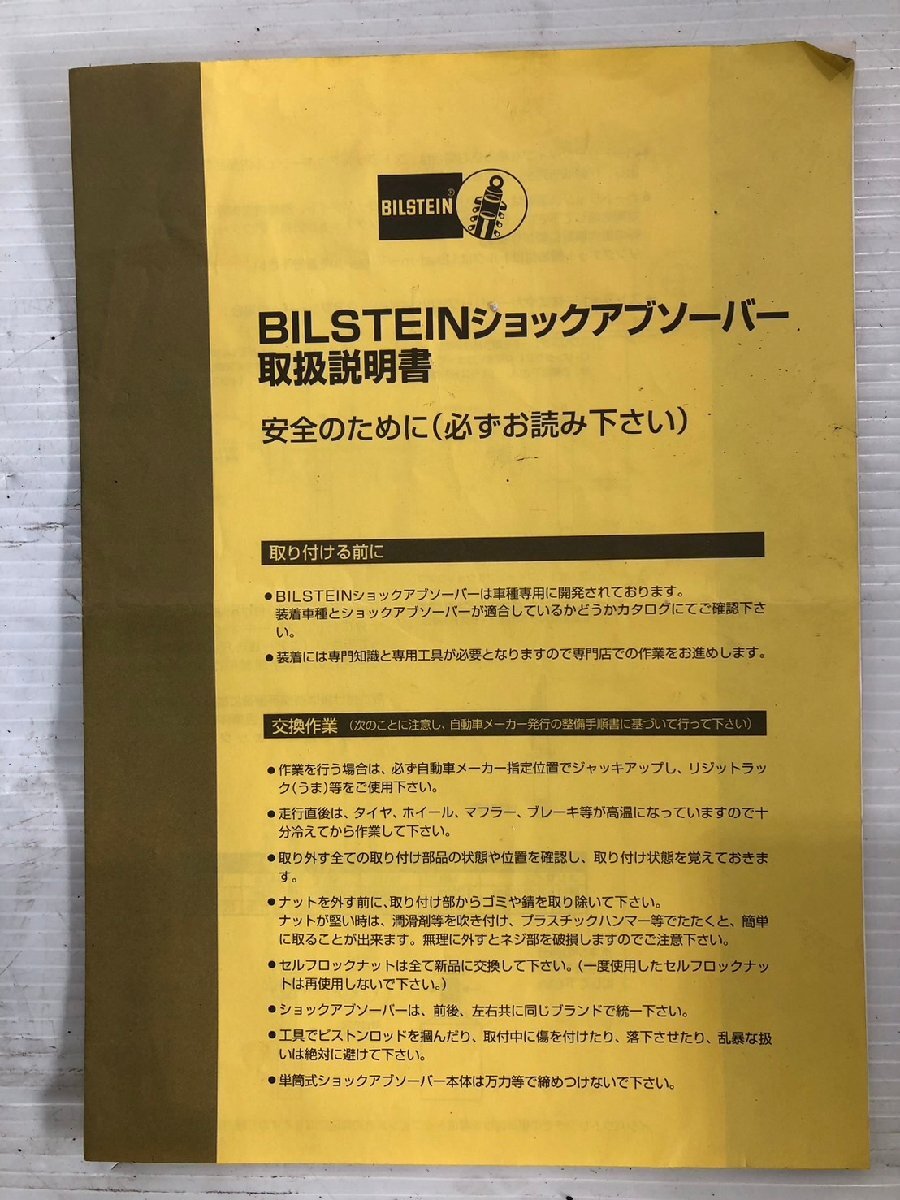 BILSTEIN®
BILSTEINショックアブソーバー
取扱説明書
安全のために(必ずお読み下さい)
取り付ける前に
●BILSTEINショックアブソーバーは車種専用に開発されております。
装着車種とショックアブソーバーが適合しているかどうかカタログにてご確認下さ
い。
●装着には専門知識と専用工具が必要となりますので専門店での作業をお進めします。
交換作業(次のことに注意し、自動車メーカー発行の整備手順書に基づいて行って下さい)
●作業を行う場合は、必ず自動車メーカー指定位置でジャッキアップし、リジットラッ
ク(うま)等をご使用下さい。
●走行直後は、タイヤ、ホイール、マフラー、ブレーキ等が高温になっていますので十
分冷えてから作業して下さい。
●取り外す全ての取り付け部品の状態や位置を確認し、取り付け状態を覚えておきま
す。
●ナットを外す前に、取り付け部からゴミや錆を取り除いて下さい。
ナットが堅い時は、潤滑剤等を吹き付け、プラスチックハンマー等でたたくと、簡単
に取ることが出来ます。無理に外すとネジ部を破損しますのでご注意下さい。
●セルフロックナットは全て新品に交換して下さい。(一度使用したセルフロックナッ
トは再使用しないで下さい。)
●ショックアブソーバーは、前後、左右共に同じブランドで統一下さい。
●工具でピストンロッドを掴んだり、取付中に傷を付けたり、落下させたり、乱暴な扱
いは絶対に避けて下さい。
●単筒式ショックアブソーバー本体は万力等で締めつけないで下さい。